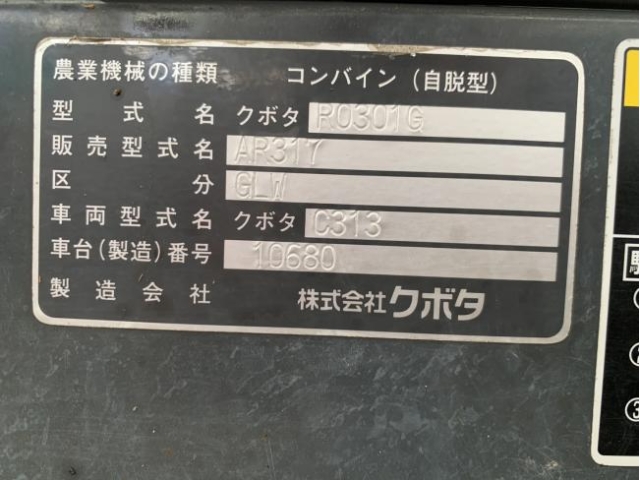 農業機械の種類 コンバイン（自脱型）
型式名 クボタ R0301G
販売型式名 AR317
区分 GLW
車両型式名 クボタ C313
車台（製造）番号 10680
製造会社 株式会社クボタ
①
②
③